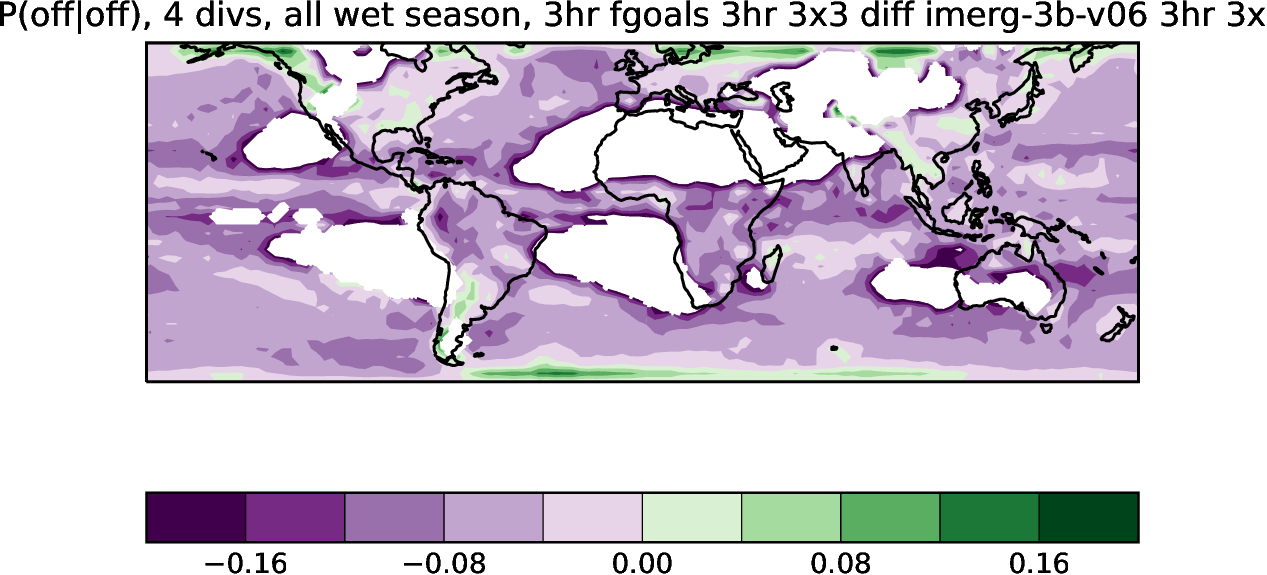 P(off|off), 4 divs, all wet season, 3hr fgoals 3hr 3x3 diff imerg-3b-v06 3hr 3x
−0.16 −0.08 0.00 0.08 0.16